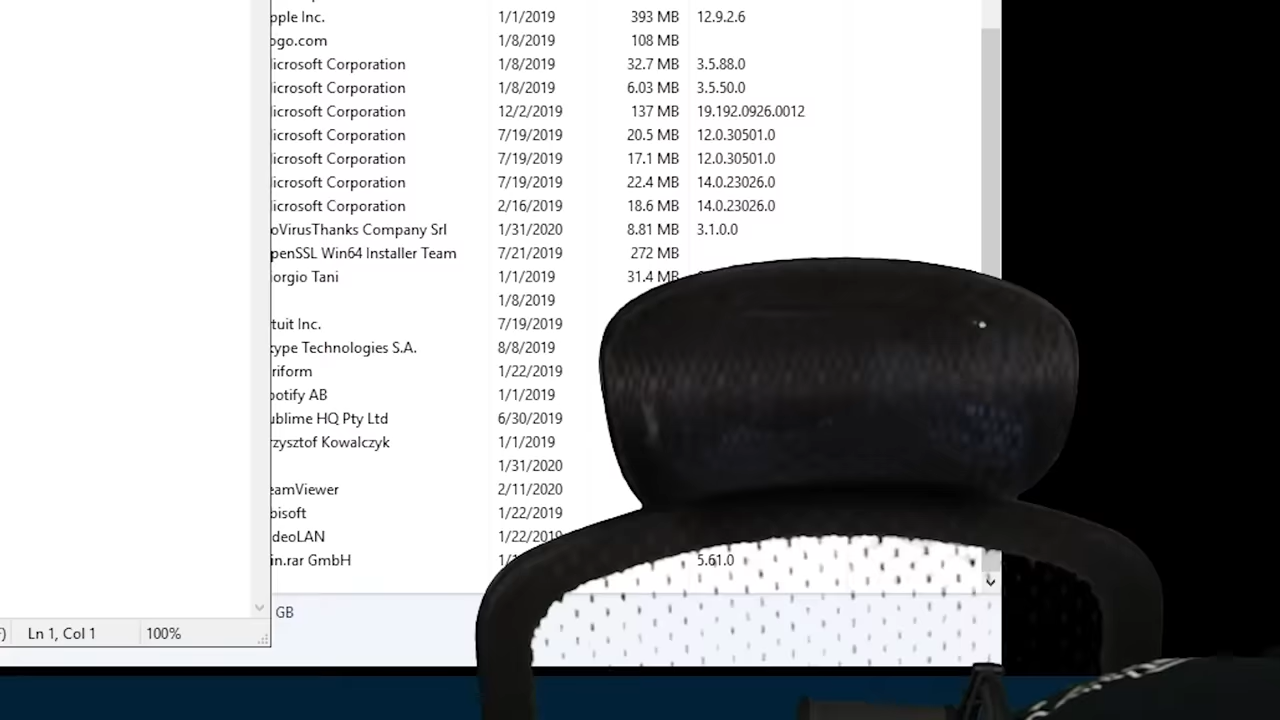 pple Inc. 1/1/2019 393 MB 12.9.2.6
ogo.com 1/8/2019 108 MB
icrosoft Corporation 1/8/2019 32.7 MB 3.5.88.0
icrosoft Corporation 1/8/2019 6.03 MB 3.5.50.0
icrosoft Corporation 12/2/2019 137 MB 19.192.0926.0012
icrosoft Corporation 7/19/2019 20.5 MB 12.0.30501.0
icrosoft Corporation 7/19/2019 17.1 MB 12.0.30501.0
icrosoft Corporation 7/19/2019 22.4 MB 14.0.23026.0
icrosoft Corporation 2/16/2019 18.6 MB 14.0.23026.0
oVirusThanks Company Srl 1/31/2020 8.81 MB 3.1.0.0
penSSL Win64 Installer Team 7/21/2019 272 MB
iorgio Tani 1/1/2019 31.4 MB
1/8/2019
tuit Inc. 7/19/2019
kype Technologies S.A. 8/8/2019
riform 1/22/2019
potify AB 1/1/2019
ublime HQ Pty Ltd 6/30/2019
rzysztof Kowalczyk 1/1/2019
1/31/2020
eamViewer 2/11/2020
bisoft 1/22/2019
deoLAN 1/22/2019
in.rar GmbH 5.61.0
GB
Ln 1, Col 1 100%